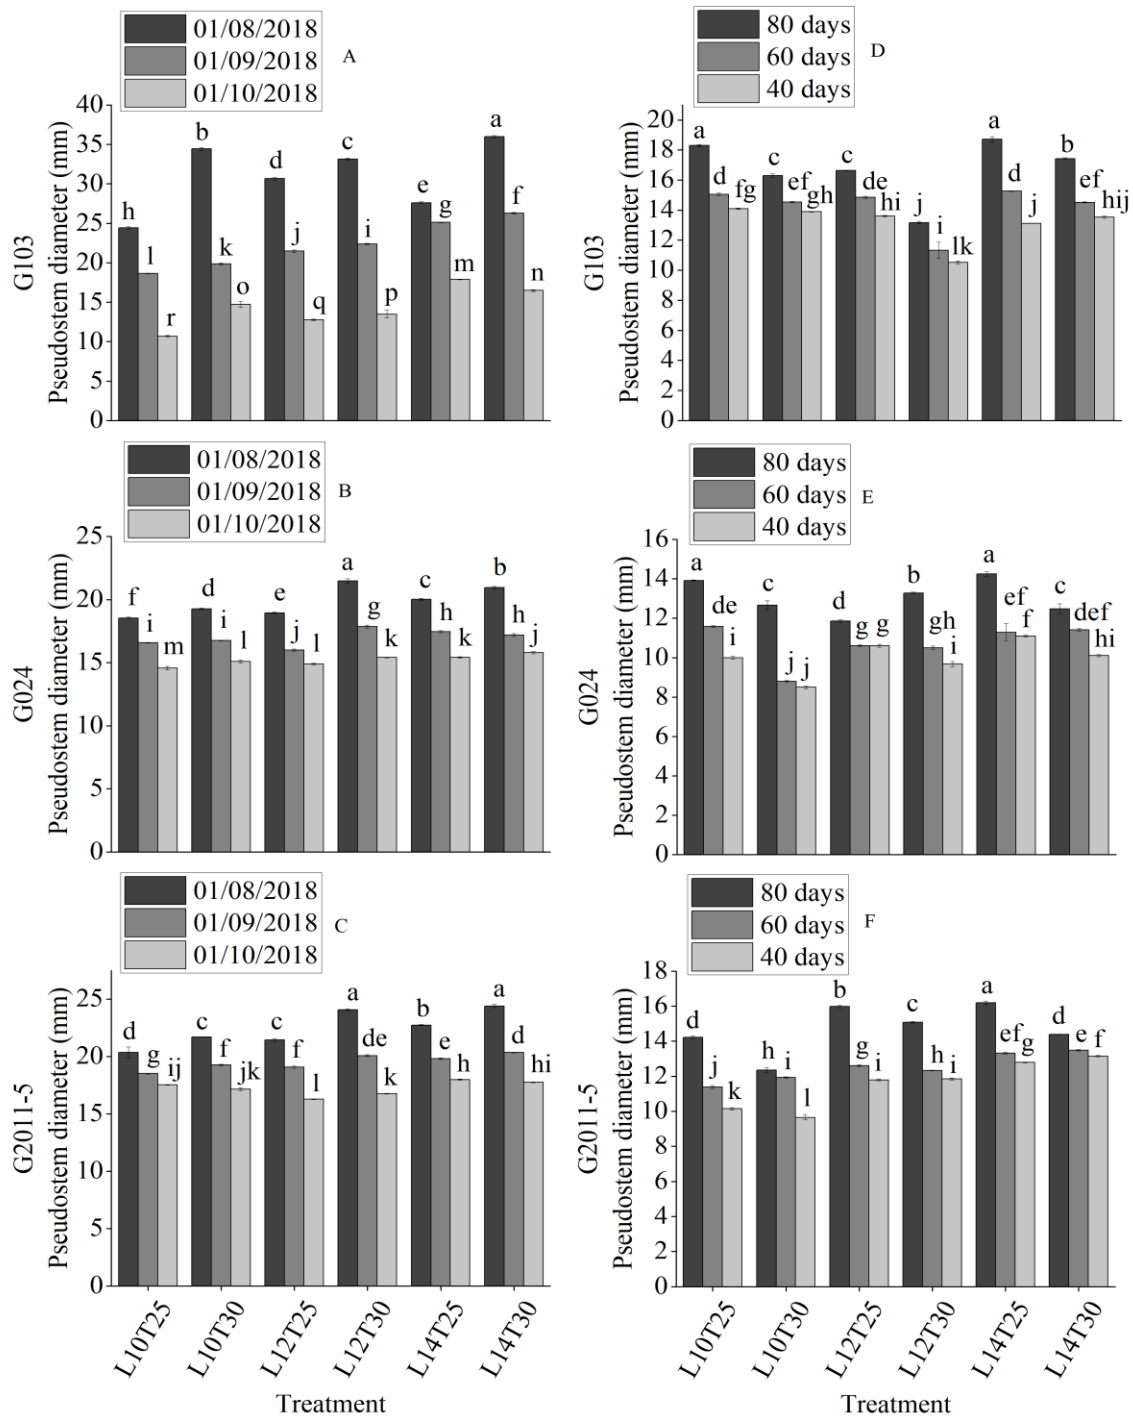 01/08/2018
01/09/2018
01/10/2018
A
40
35
30
25
20
15
10
5
0
G103
Pseudostem diameter (mm)
h l r
b k o
d j q
c i p
e g m
a f n
80 days
60 days
40 days
D
20
18
16
14
12
10
8
6
4
2
0
G103
Pseudostem diameter (mm)
a d fg
c ef gh
c de hi
j i lk
a d j
b ef hij
01/08/2018
01/09/2018
01/10/2018
B
25
20
15
10
5
0
G024
Pseudostem diameter (mm)
f i m
d i l
e j l
a g k
c h k
b h j
80 days
60 days
40 days
E
16
14
12
10
8
6
4
2
0
G024
Pseudostem diameter (mm)
a de i
c j j
d g g
b gh i
a ef f
c def hi
01/08/2018
01/09/2018
01/10/2018
C
25
20
15
10
5
0
G2011-5
Pseudostem diameter (mm)
d g ij
c f jk
c f l
a de k
b e h
a d hi
L10T25
L10T30
L12T25
L12T30
L14T25
L14T30
Treatment
80 days
60 days
40 days
F
18
16
14
12
10
8
6
4
2
0
G2011-5
Pseudostem diameter (mm)
d j k
h i l
b g i
c h i
a ef g
d e f
L10T25
L10T30
L12T25
L12T30
L14T25
L14T30
Treatment